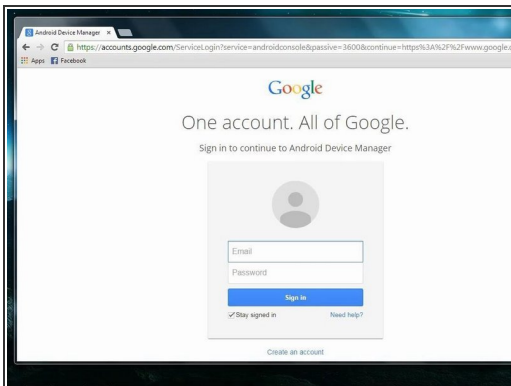 Android Device Manager
https://accounts.google.com/ServiceLogin?service=androidconsole&passive=3600&continue=https%3A%2F%2Fwww.google.c
Apps Facebook
Google
One account. All of Google.
Sign in to continue to Android Device Manager
Email
Password
Sign in
Stay signed in Need help?
Create an account